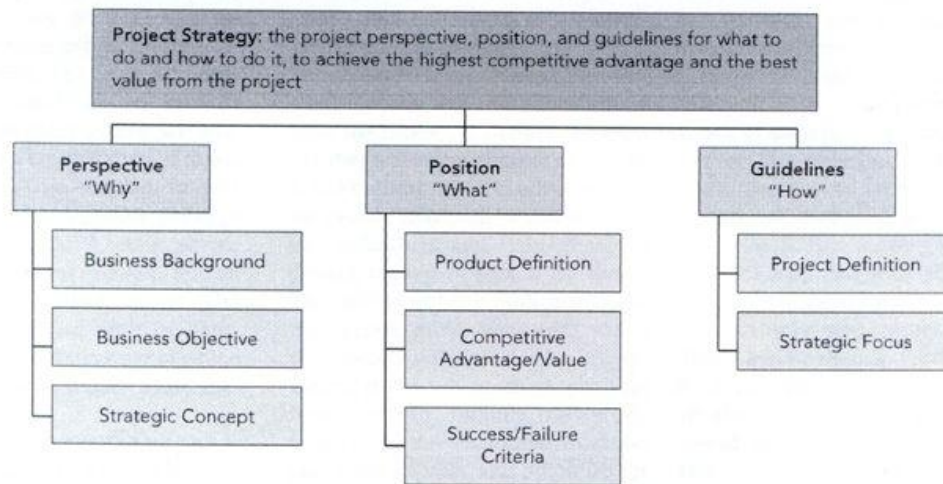 Project Strategy: the project perspective, position, and guidelines for what to
do and how to do it, to achieve the highest competitive advantage and the best
value from the project
Perspective
"Why"
Business Background
Business Objective
Strategic Concept
Position
"What"
Product Definition
Competitive
Advantage/Value
Success/Failure
Criteria
Guidelines
"How"
Project Definition
Strategic Focus